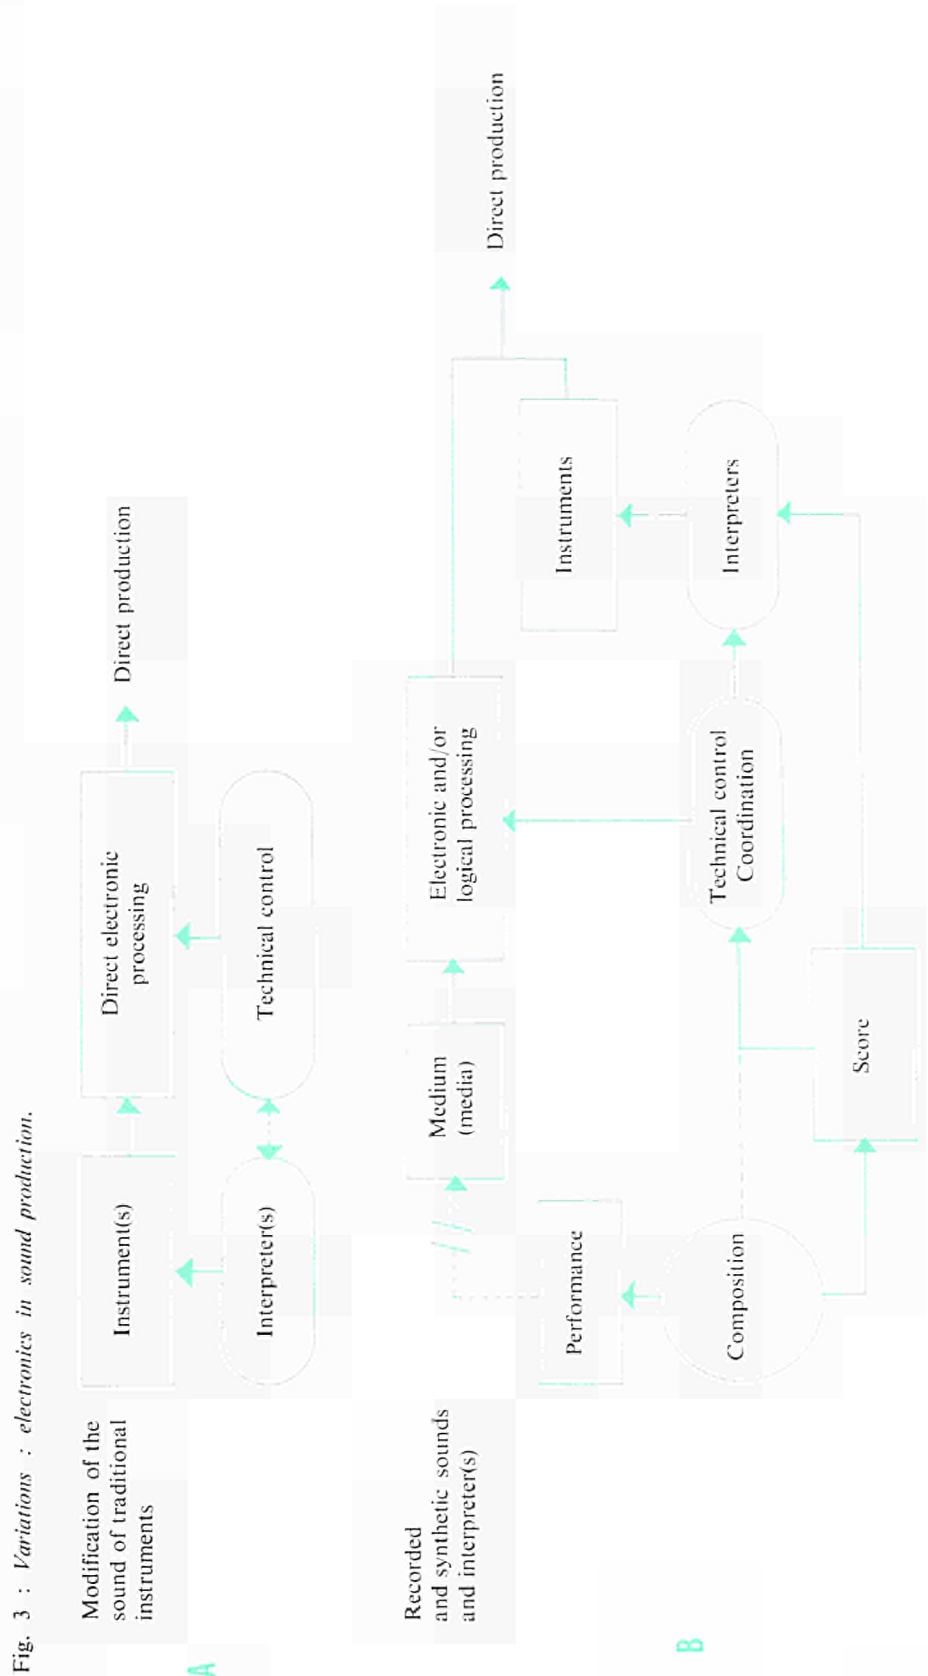 Fig. 3 : Variations : electronics in sound production.
A
Modification of the
sound of traditional
instruments
Instrument(s)
Direct electronic
processing
Direct production
Interpreter(s)
Technical control
B
Recorded
and synthetic sounds
and interpreter(s)
Performance
Medium
(media)
Electronic and/or
logical processing
Instruments
Direct production
Composition
Technical control
Coordination
Interpreters
Score